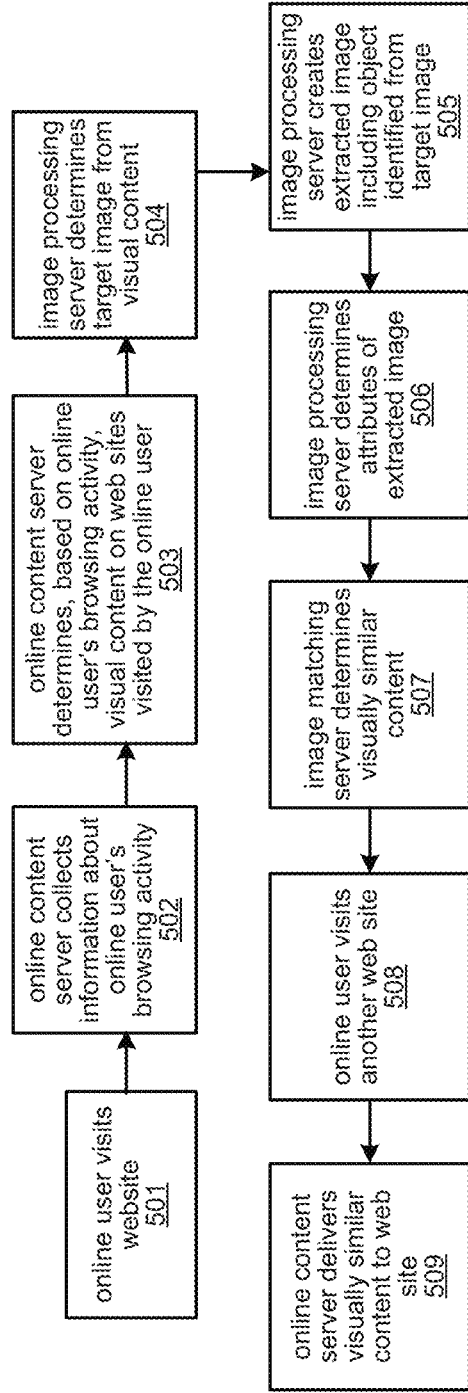 online user visits
website
501
online content
server collects
information about
online user's
browsing activity
502
online content server
determines, based on online
user's browsing activity,
visual content on web sites
visited by the online user
503
image processing
server determines
target image from
visual content
504
image processing
server creates
extracted image
including object
identified from
target image
505
image processing
server determines
attributes of
extracted image
506
image matching
server determines
visually similar
content
507
online user visits
another web site
508
online content
server delivers
visually similar
content to web
site
509